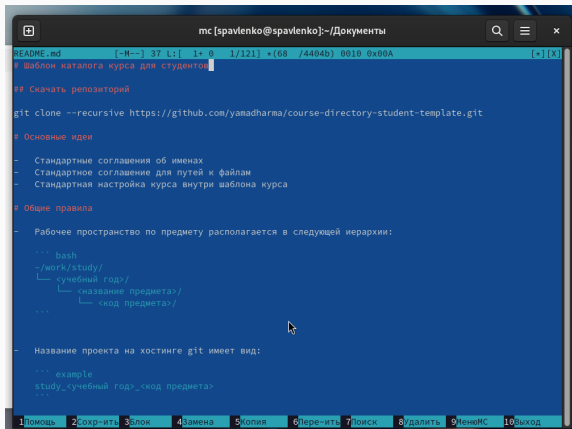 mc [spavlenko@spavlenko]:~/Документы
README.md [-M--] 37 L:[ 1+ 0 1/121] *(68 /4404b) 0010 0x00A [*][X]
# Шаблон каталога курса для студентов
## Скачать репозиторий
git clone --recursive https://github.com/yamadharma/course-directory-student-template.git
# Основные идеи
- Стандартные соглашения об именах
- Стандартное соглашение для путей к файлам
- Стандартная настройка курса внутри шаблона курса
# Общие правила
- Рабочее пространство по предмету располагается в следующей иерархии:
``` bash
~/work/study/
└── <учебный год>/
└── <название предмета>/
└── <код предмета>/
```
- Название проекта на хостинге git имеет вид:
``` example
study_<учебный год>_<код предмета>
```
1Помощь 2Сохр~ить 3Блок 4Замена 5Копия 6Пере~ить 7Поиск 8Удалить 9МенюMC 10Выход